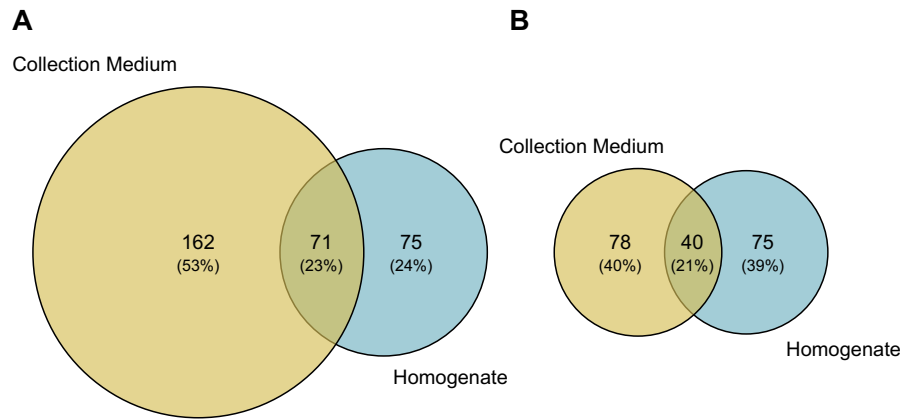 A
Collection Medium
162
(53%)
71
(23%)
75
(24%)
Homogenate
B
Collection Medium
78
(40%)
40
(21%)
75
(39%)
Homogenate